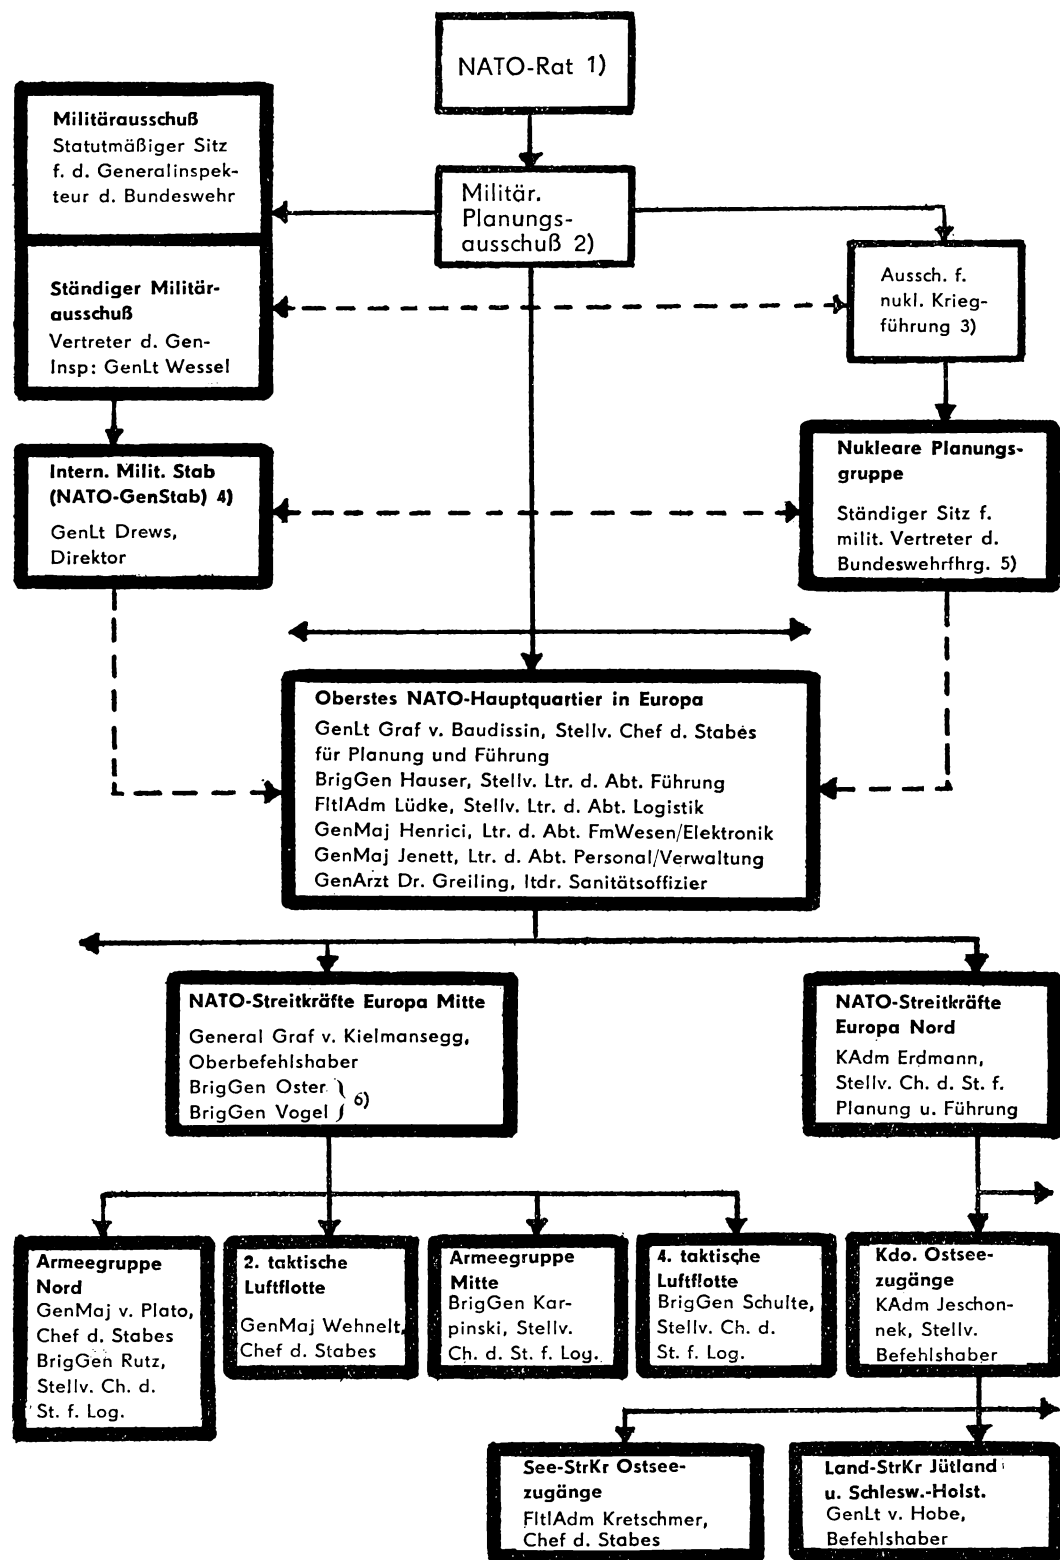 NATO-Rat 1)
Militärausschuß
Statutmäßiger Sitz
f. d. Generalinspek-
teur d. Bundeswehr
Militär.
Planungs-
ausschuß 2)
Ständiger Militär-
ausschuß
Vertreter d. Gen-
Insp: GenLt Wessel
Aussch. f.
nukl. Krieg-
führung 3)
Intern. Milit. Stab
(NATO-GenStab) 4)
GenLt Drews,
Direktor
Nukleare Planungs-
gruppe
Ständiger Sitz f.
milit. Vertreter d.
Bundeswehrfhrg. 5)
Oberstes NATO-Hauptquartier in Europa
GenLt Graf v. Baudissin, Stellv. Chef d. Stabes
für Planung und Führung
BrigGen Hauser, Stellv. Ltr. d. Abt. Führung
FltlAdm Lüdke, Stellv. Ltr. d. Abt. Logistik
GenMaj Henrici, Ltr. d. Abt. FmWesen/Elektronik
GenMaj Jenett, Ltr. d. Abt. Personal/Verwaltung
GenArzt Dr. Greiling, ltdr. Sanitätsoffizier
NATO-Streitkräfte Europa Mitte
General Graf v. Kielmansegg,
Oberbefehlshaber
BrigGen Oster
BrigGen Vogel } 6)
NATO-Streitkräfte
Europa Nord
KAdm Erdmann,
Stellv. Ch. d. St. f.
Planung u. Führung
Armeegruppe
Nord
GenMaj v. Plato,
Chef d. Stabes
BrigGen Rutz,
Stellv. Ch. d.
St. f. Log.
2. taktische
Luftflotte
GenMaj Wehnelt,
Chef d. Stabes
Armeegruppe
Mitte
BrigGen Kar-
pinski, Stellv.
Ch. d. St. f. Log.
4. taktische
Luftflotte
BrigGen Schulte,
Stellv. Ch. d.
St. f. Log.
Kdo. Ostsee-
zugänge
KAdm Jeschon-
nek, Stellv.
Befehlshaber
See-StrKr Ostsee-
zugänge
FltlAdm Kretschmer,
Chef d. Stabes
Land-StrKr Jütland
u. Schlesw.-Holst.
GenLt v. Hobe,
Befehlshaber